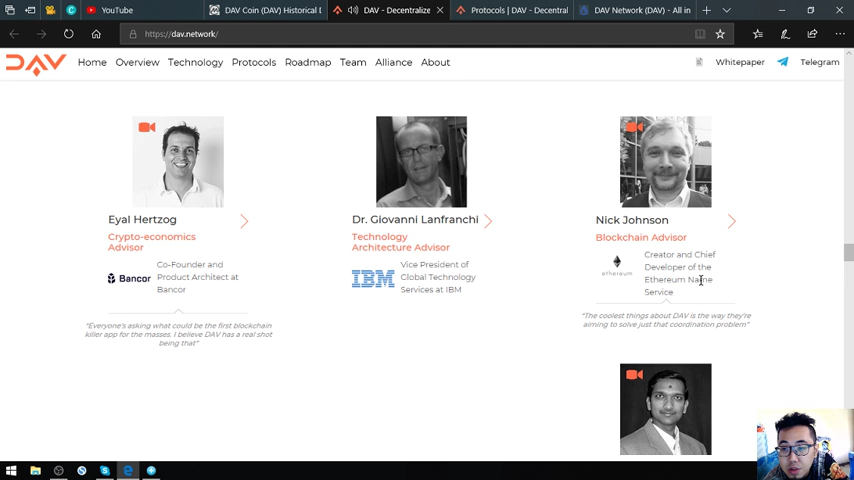 YouTube
DAV Coin (DAV) Historical D
DAV - Decentralize
Protocols | DAV - Decentral
DAV Network (DAV) - All in
https://dav.network/
DAV
Home Overview Technology Protocols Roadmap Team Alliance About Whitepaper Telegram
Eyal Hertzog
Crypto-economics
Advisor
Bancor
Co-Founder and
Product Architect at
Bancor
"Everyone's asking what could be the first blockchain
killer app for the masses. I believe DAV has a real shot
being that"
Dr. Giovanni Lanfranchi
Technology
Architecture Advisor
IBM
Vice President of
Global Technology
Services at IBM
Nick Johnson
Blockchain Advisor
ethereum
Creator and Chief
Developer of the
Ethereum Name
Service
"The coolest things about DAV is the way they're
aiming to solve just that coordination problem"